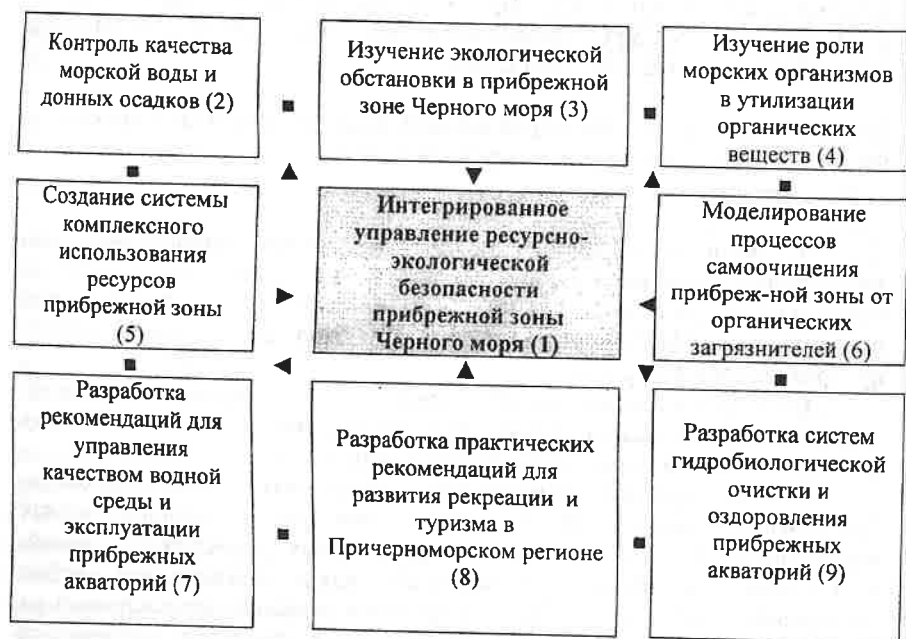 Контроль качества
морской воды и
донных осадков (2)
Изучение экологической
обстановки в прибрежной
зоне Черного моря (3)
Изучение роли
морских организмов
в утилизации
органических
веществ (4)
Создание системы
комплексного
использования
ресурсов
прибрежной зоны
(5)
Интегрированное
управление ресурсно-
экологической
безопасности
прибрежной зоны
Черного моря (1)
Моделирование
процессов
самоочищения
прибреж-ной зоны от
органических
загрязнителей (6)
Разработка
рекомендаций для
управления
качеством водной
среды и
эксплуатации
прибрежных
акваторий (7)
Разработка практических
рекомендаций для
развития рекреации и
туризма в
Причерноморском регионе
(8)
Разработка систем
гидробиологической
очистки и
оздоровления
прибрежных
акваторий (9)